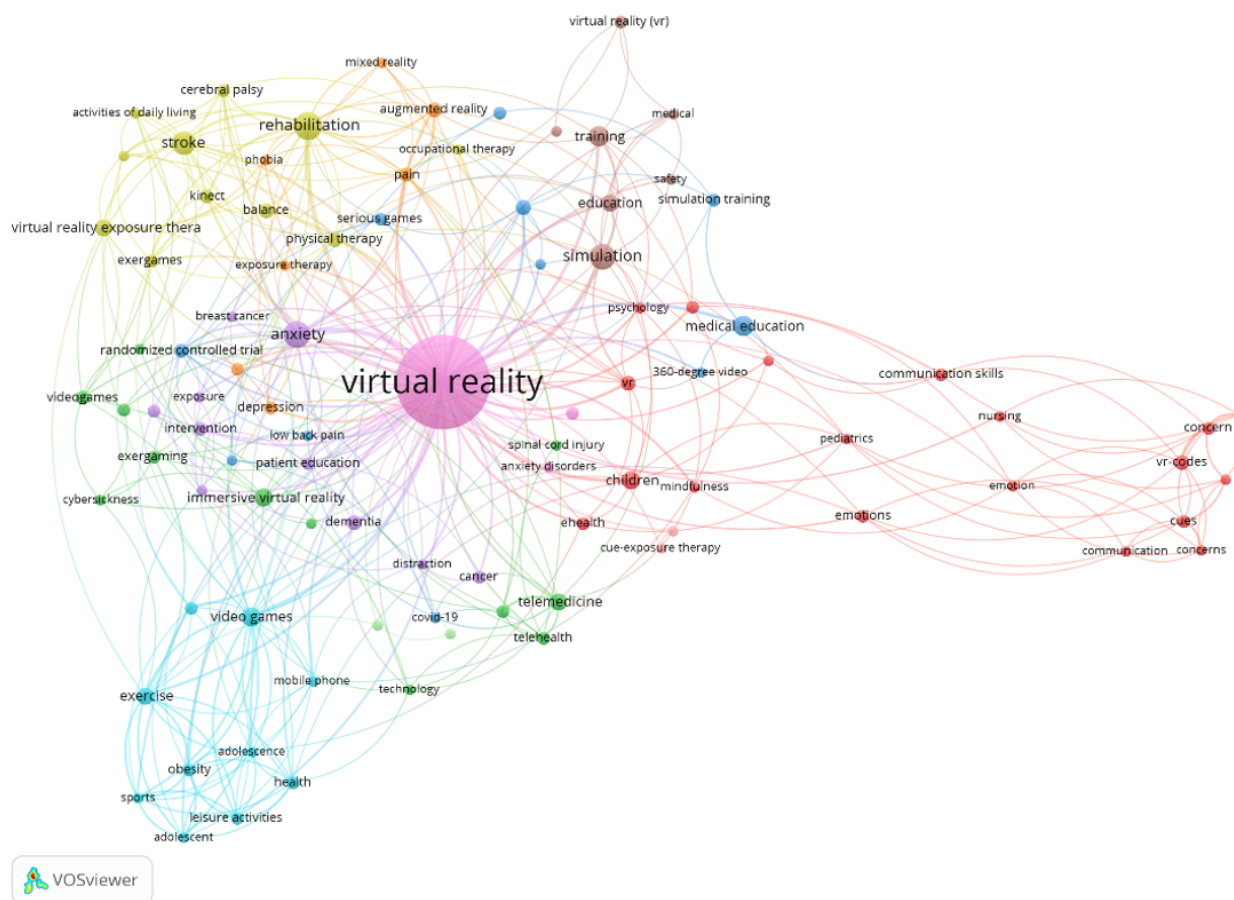 virtual reality (vr)
mixed reality
cerebral palsy
activities of daily living
augmented reality
medical
rehabilitation
training
stroke
occupational therapy
phobia
pain
safety
kinect
balance
education
simulation training
serious games
virtual reality exposure thera
physical therapy
exergames
exposure therapy
simulation
psychology
breast cancer
anxiety
medical education
randomized controlled trial
virtual reality
360-degree video
communication skills
vr
videogames
exposure
depression
nursing
intervention
low back pain
concern
pediatrics
spinal cord injury
exergaming
patient education
anxiety disorders
vr-codes
children
mindfulness
emotion
cybersickness
immersive virtual reality
dementia
ehealth
emotions
cues
cue-exposure therapy
communication
concerns
distraction
cancer
telemedicine
video games
covid-19
telehealth
mobile phone
exercise
technology
adolescence
obesity
health
sports
leisure activities
adolescent
VOSviewer